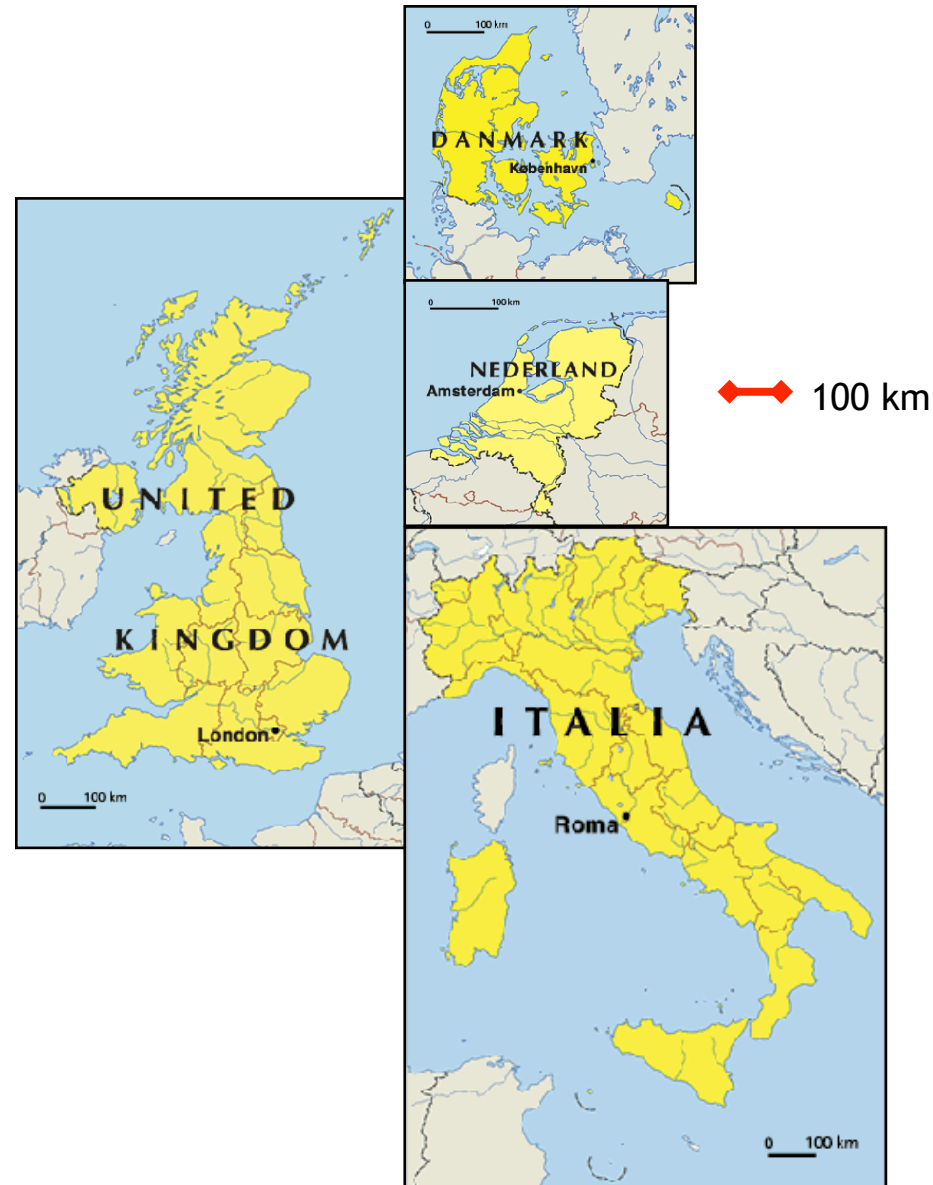 0 100 km
DANMARK
København
0 100 km
NEDERLAND
Amsterdam
100 km
UNITED
KINGDOM
London
0 100 km
ITALIA
Roma
0 100 km